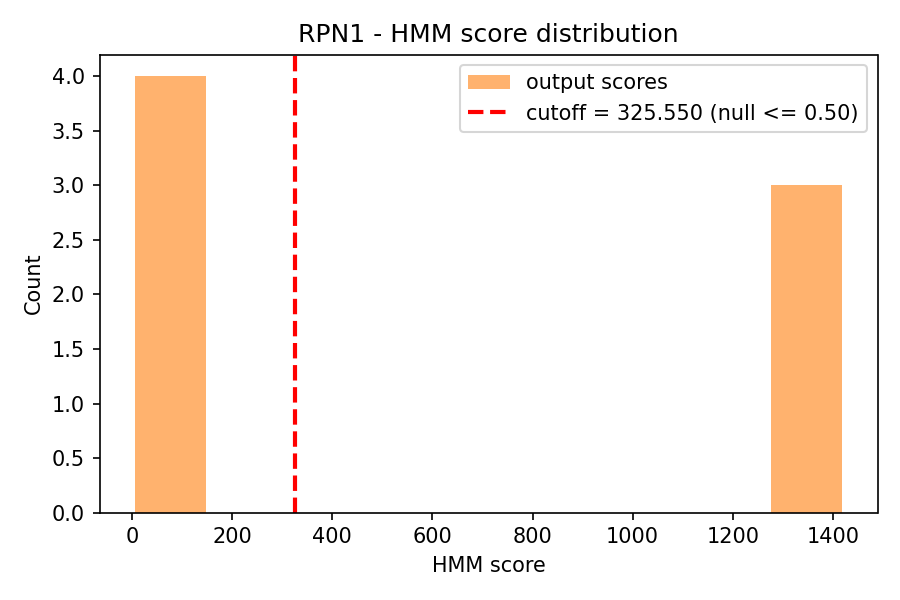 RPN1 - HMM score distribution
output scores
cutoff = 325.550 (null <= 0.50)
4.0
3.5
3.0
2.5
2.0
1.5
1.0
0.5
0.0
Count
0 200 400 600 800 1000 1200 1400
HMM score